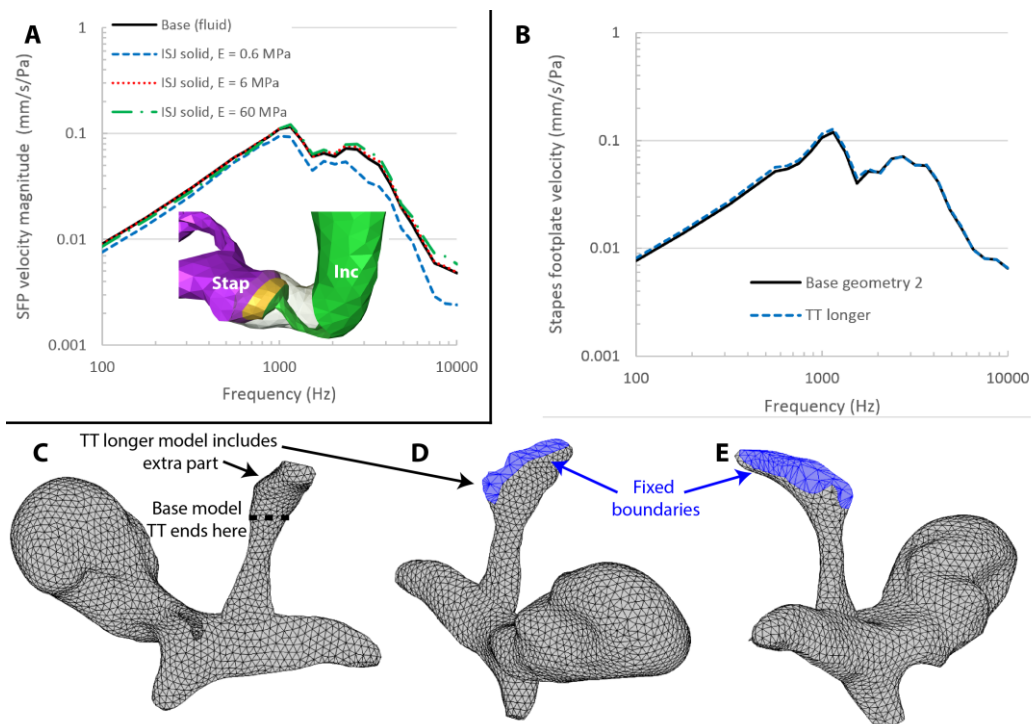 A
Base (fluid)
ISJ solid, E = 0.6 MPa
ISJ solid, E = 6 MPa
ISJ solid, E = 60 MPa
SFP velocity magnitude (mm/s/Pa)
1
0.1
0.01
0.001
Stap
Inc
100
1000
10000
Frequency (Hz)
B
Stapes footplate velocity (mm/s/Pa)
1
0.1
0.01
0.001
Base geometry 2
TT longer
100
1000
10000
Frequency (Hz)
C
TT longer model includes
extra part
Base model
TT ends here
D
Fixed
boundaries
E